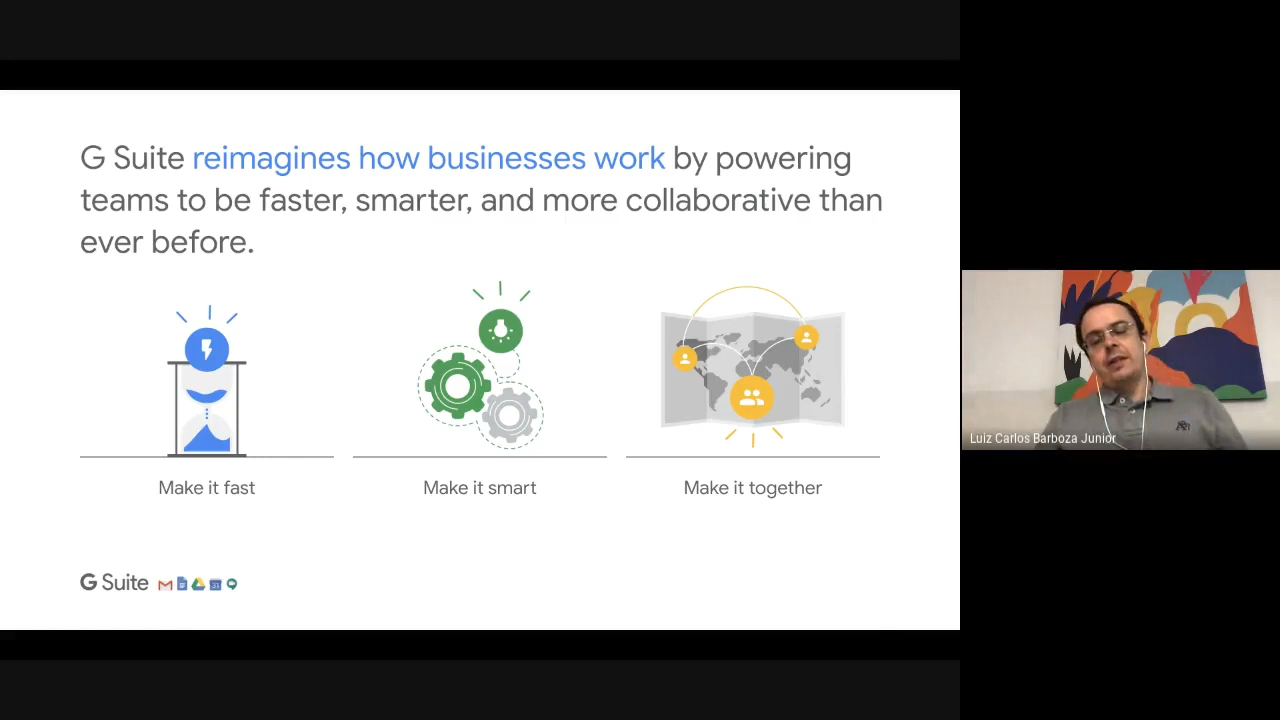 G Suite reimagines how businesses work by powering
teams to be faster, smarter, and more collaborative than
ever before.
Make it fast
Make it smart
Make it together
G Suite
31
Luiz Carlos Barboza Junior